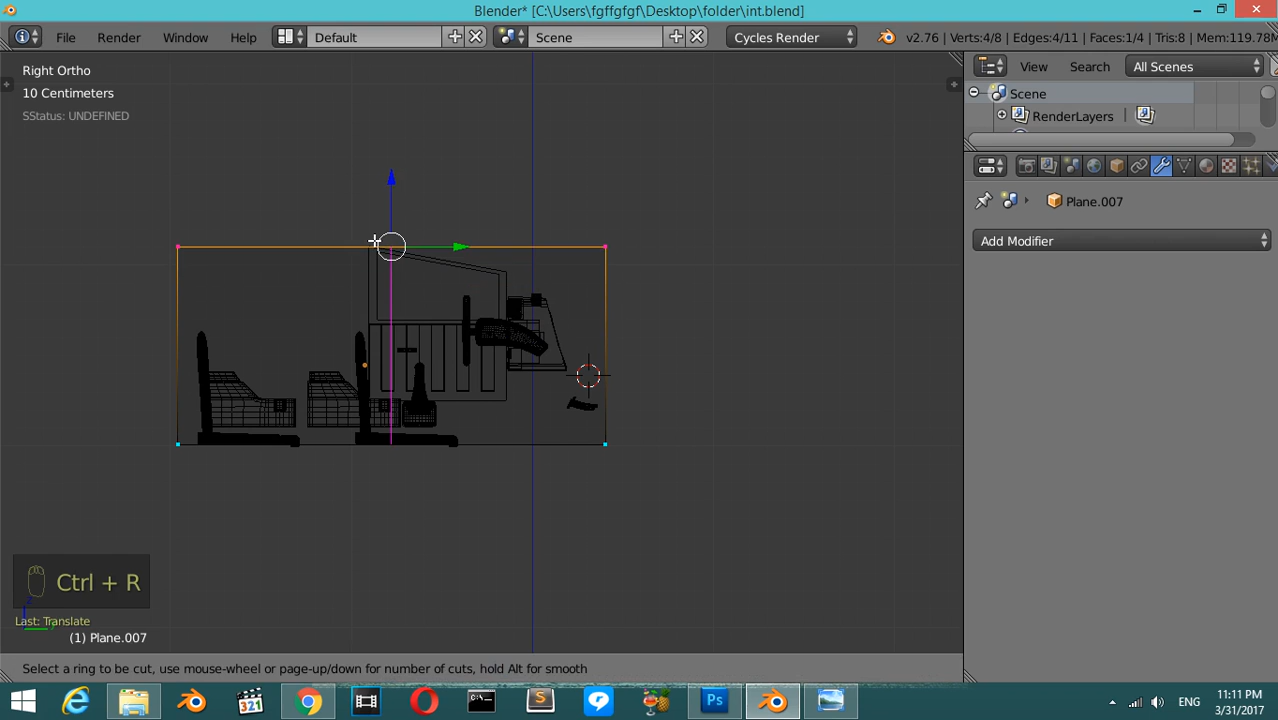 Blender* [C:\Users\fgffgfgf\Desktop\folder\int.blend]
File Render Window Help Default Scene Cycles Render v2.76 | Verts:4/8 | Edges:4/11 | Faces:1/4 | Tris:8 | Mem:119.78M
Right Ortho
10 Centimeters
SStatus: UNDEFINED
View Search All Scenes
Scene
RenderLayers
Plane.007
Add Modifier
Ctrl + R
Last: Translate
(1) Plane.007
Select a ring to be cut, use mouse-wheel or page-up/down for number of cuts, hold Alt for smooth
321
S
Ps
ENG
11:11 PM
3/31/2017